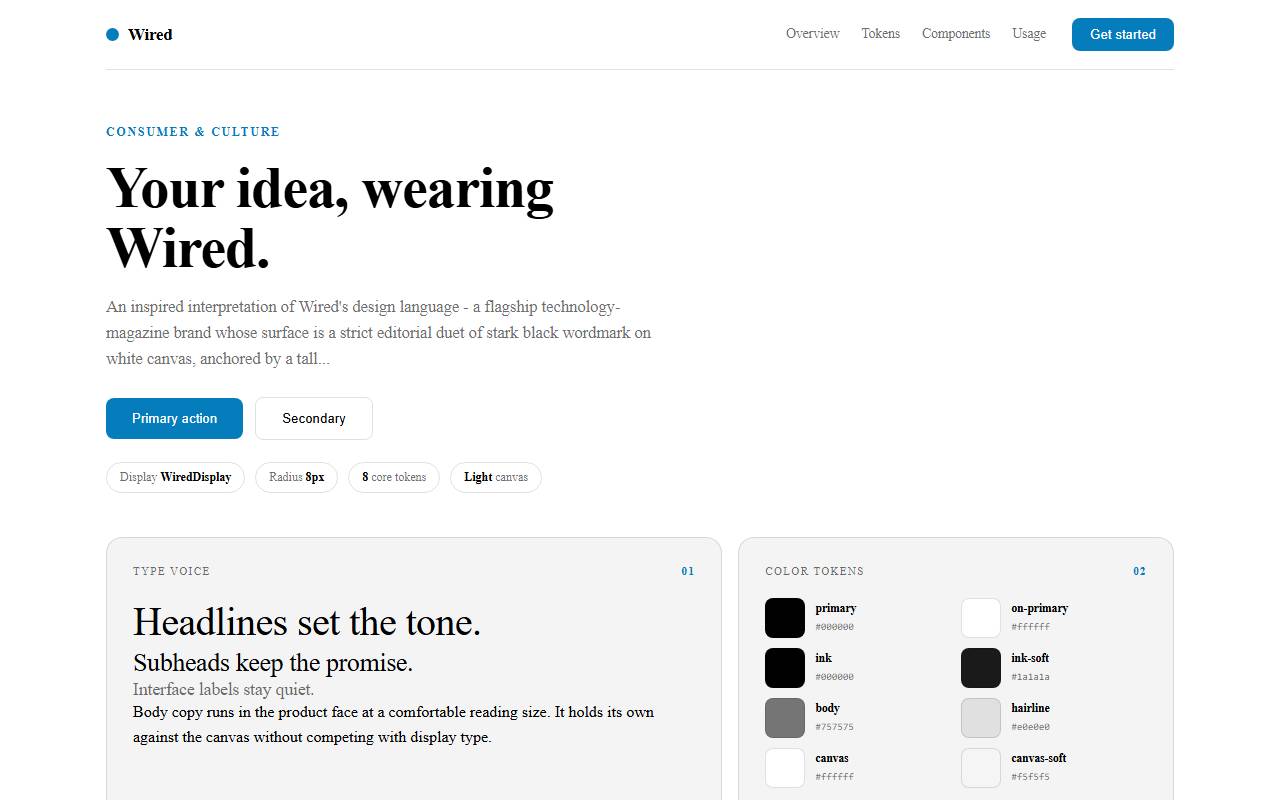 Wired
Overview Tokens Components Usage Get started
CONSUMER & CULTURE
Your idea, wearing
Wired.
An inspired interpretation of Wired's design language - a flagship technology-
magazine brand whose surface is a strict editorial duet of stark black wordmark on
white canvas, anchored by a tall...
Primary action Secondary
Display WiredDisplay Radius 8px 8 core tokens Light canvas
TYPE VOICE 01
Headlines set the tone.
Subheads keep the promise.
Interface labels stay quiet.
Body copy runs in the product face at a comfortable reading size. It holds its own
against the canvas without competing with display type.
COLOR TOKENS 02
primary
#000000
on-primary
#ffffff
ink
#000000
ink-soft
#1a1a1a
body
#757575
hairline
#e0e0e0
canvas
#ffffff
canvas-soft
#f5f5f5